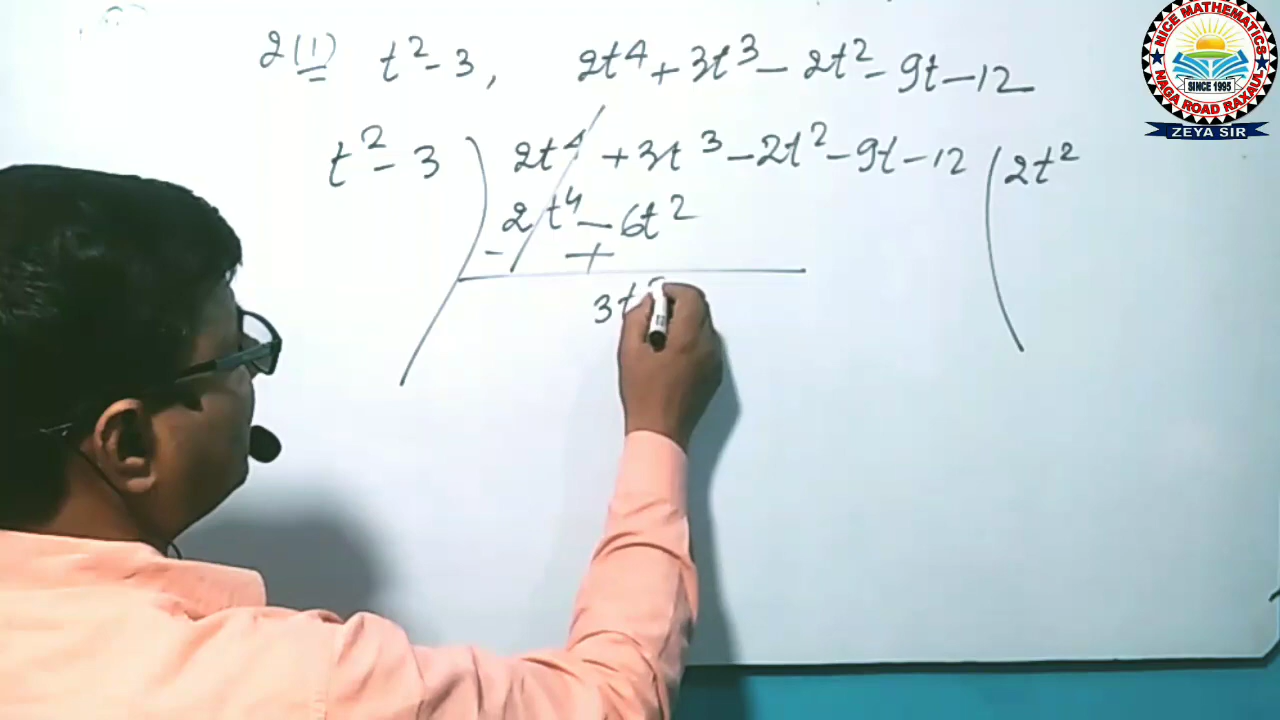 2(1) t² - 3, 2t⁴ + 3t³ - 2t² - 9t - 12
t² - 3 ) 2t⁴ + 3t³ - 2t² - 9t - 12 ( 2t²
2t⁴ - 6t²
- +
3t
NICE MATHEMATICS
SINCE 1995
NAGA ROAD RAXAUL
ZEYA SIR